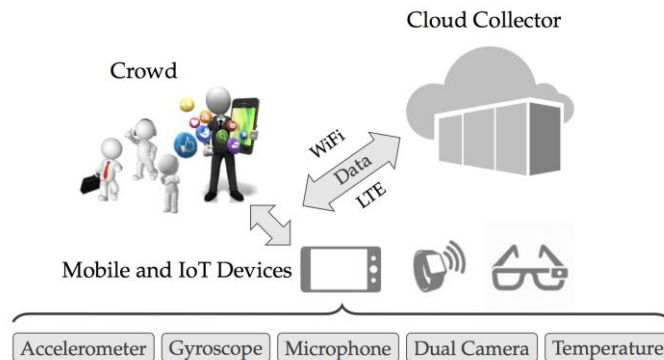 Cloud Collector
Crowd
WiFi
Data
LTE
Mobile and IoT Devices
Accelerometer
Gyroscope
Microphone
Dual Camera
Temperature